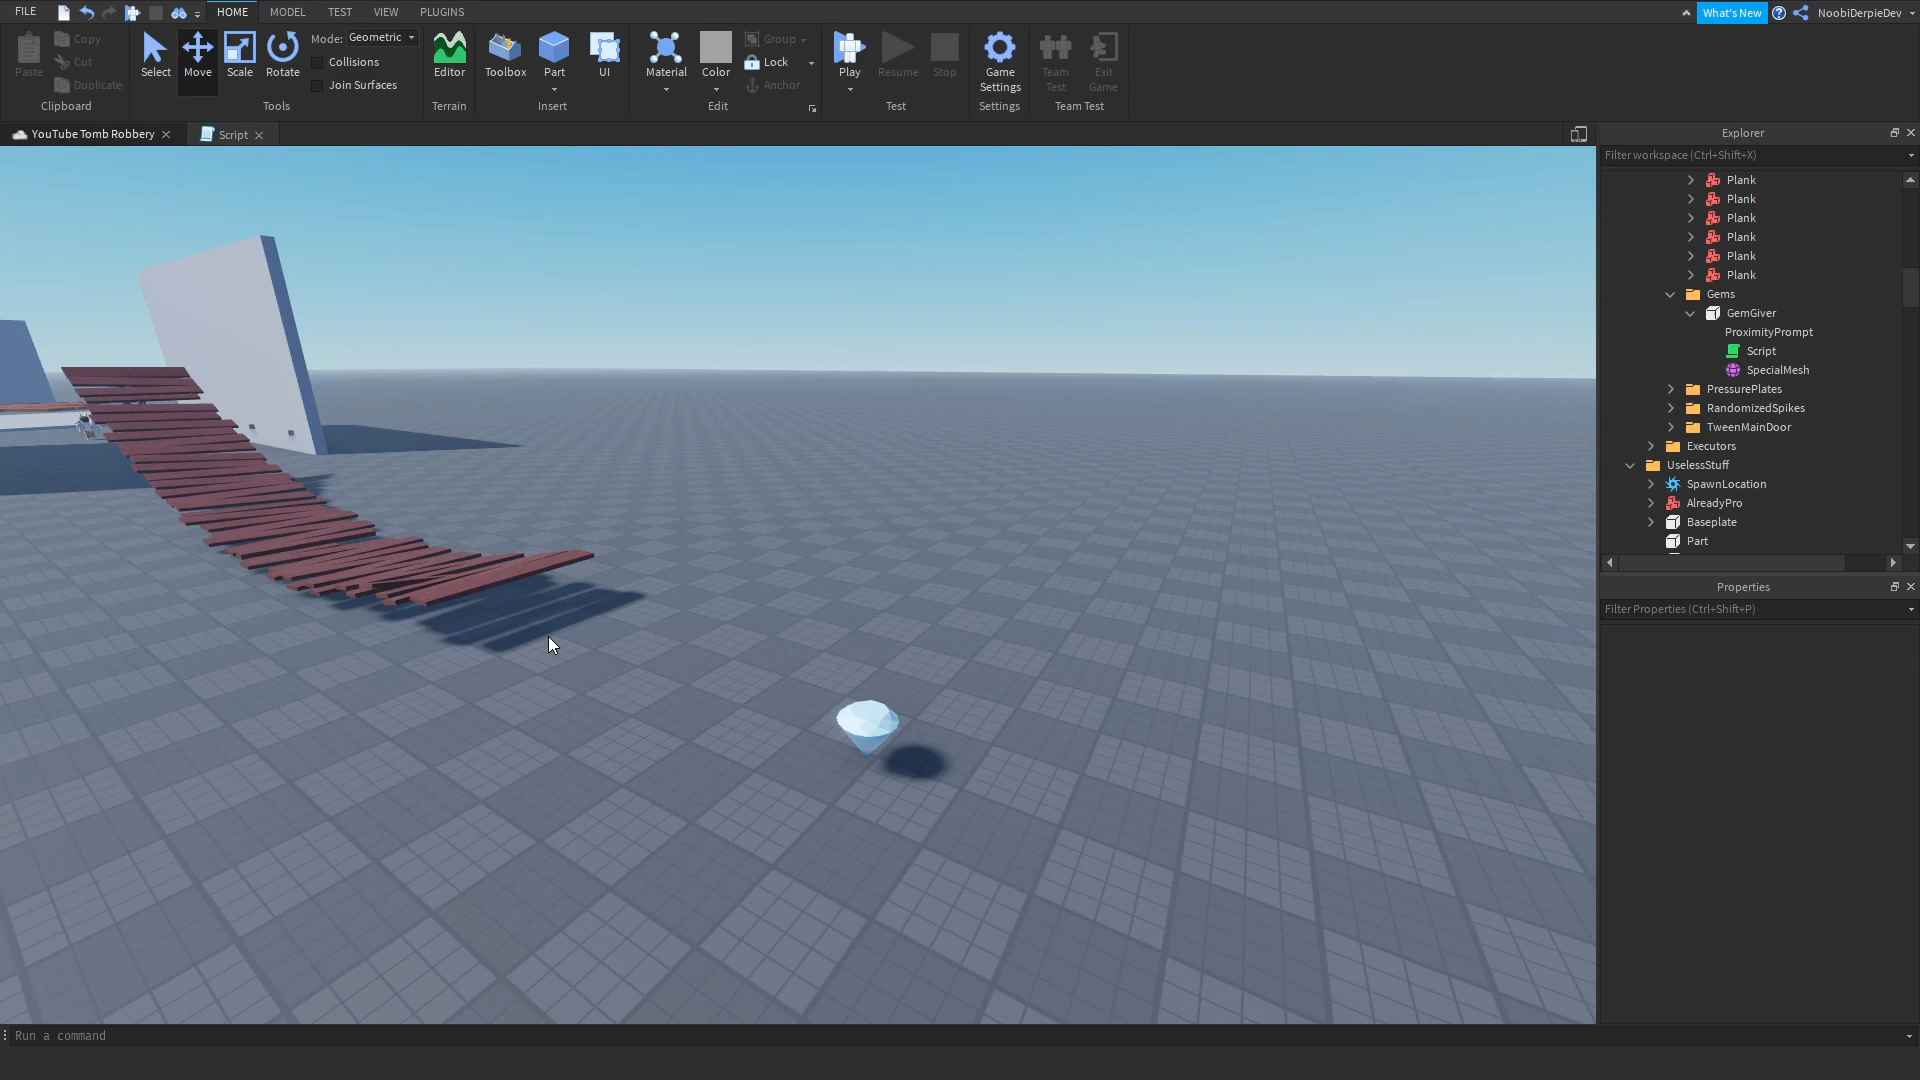 FILE
HOME
MODEL
TEST
VIEW
PLUGINS
What's New
NoobiDerpieDev
Paste
Copy
Cut
Duplicate
Clipboard
Select
Move
Scale
Rotate
Mode: Geometric
Collisions
Join Surfaces
Tools
Editor
Terrain
Toolbox
Part
UI
Insert
Material
Color
Group
Lock
Anchor
Edit
Play
Resume
Stop
Test
Game
Settings
Settings
Team
Test
Exit
Game
Team Test
YouTube Tomb Robbery
Script
Explorer
Filter workspace (Ctrl+Shift+X)
Plank
Plank
Plank
Plank
Plank
Plank
Gems
GemGiver
ProximityPrompt
Script
SpecialMesh
PressurePlates
RandomizedSpikes
TweenMainDoor
Executors
UselessStuff
SpawnLocation
AlreadyPro
Baseplate
Part
Properties
Filter Properties (Ctrl+Shift+P)
Run a command